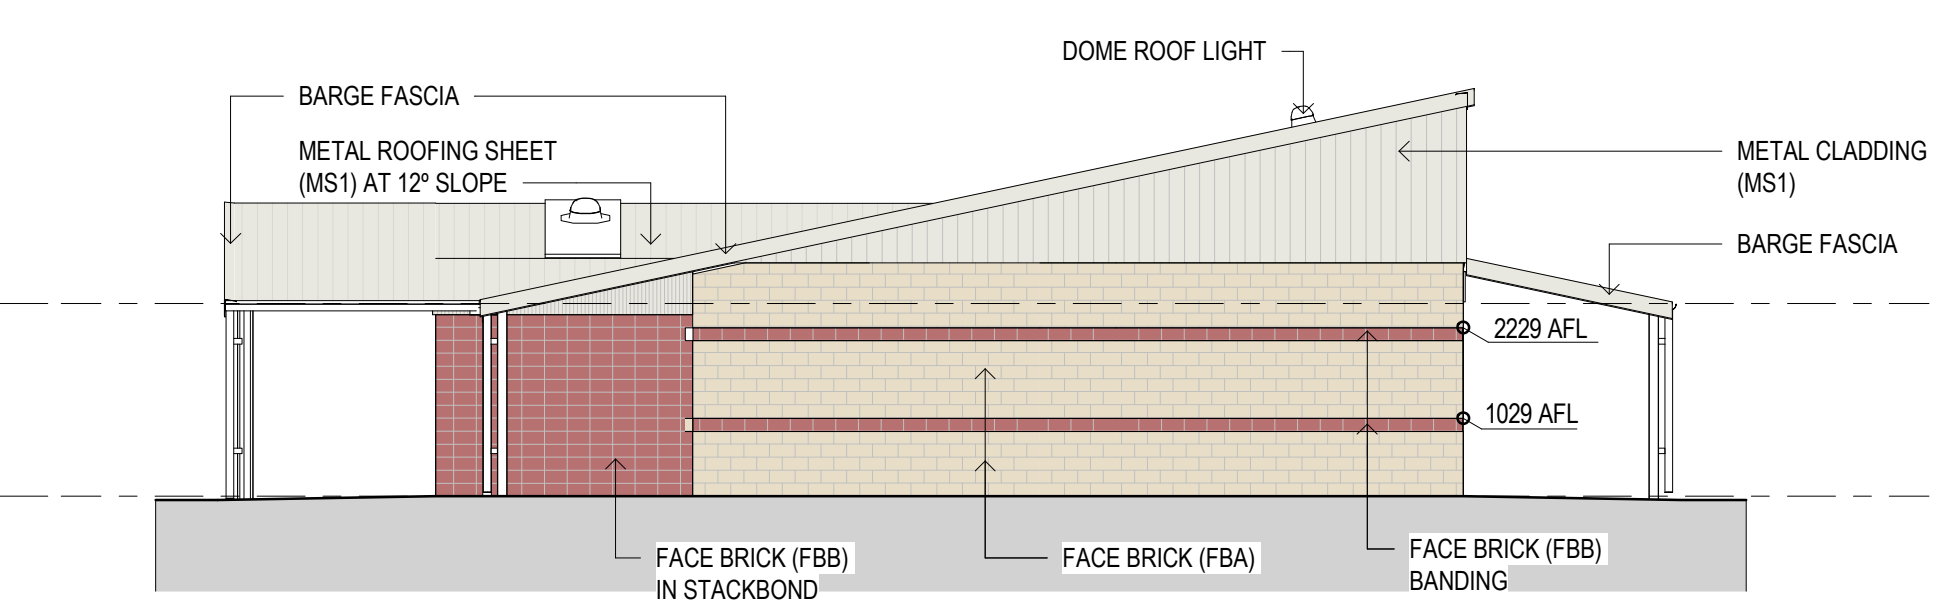 DOME ROOF LIGHT
BARGE FASCIA
METAL ROOFING SHEET
(MS1) AT 12º SLOPE
METAL CLADDING
(MS1)
BARGE FASCIA
2229 AFL
1029 AFL
FACE BRICK (FBB)
IN STACKBOND
FACE BRICK (FBA)
FACE BRICK (FBB)
BANDING